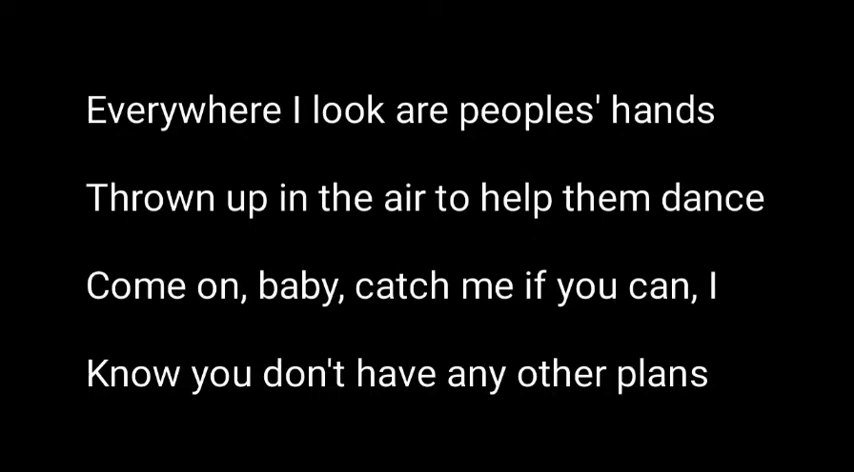 Everywhere I look are peoples' hands
Thrown up in the air to help them dance
Come on, baby, catch me if you can, I
Know you don't have any other plans